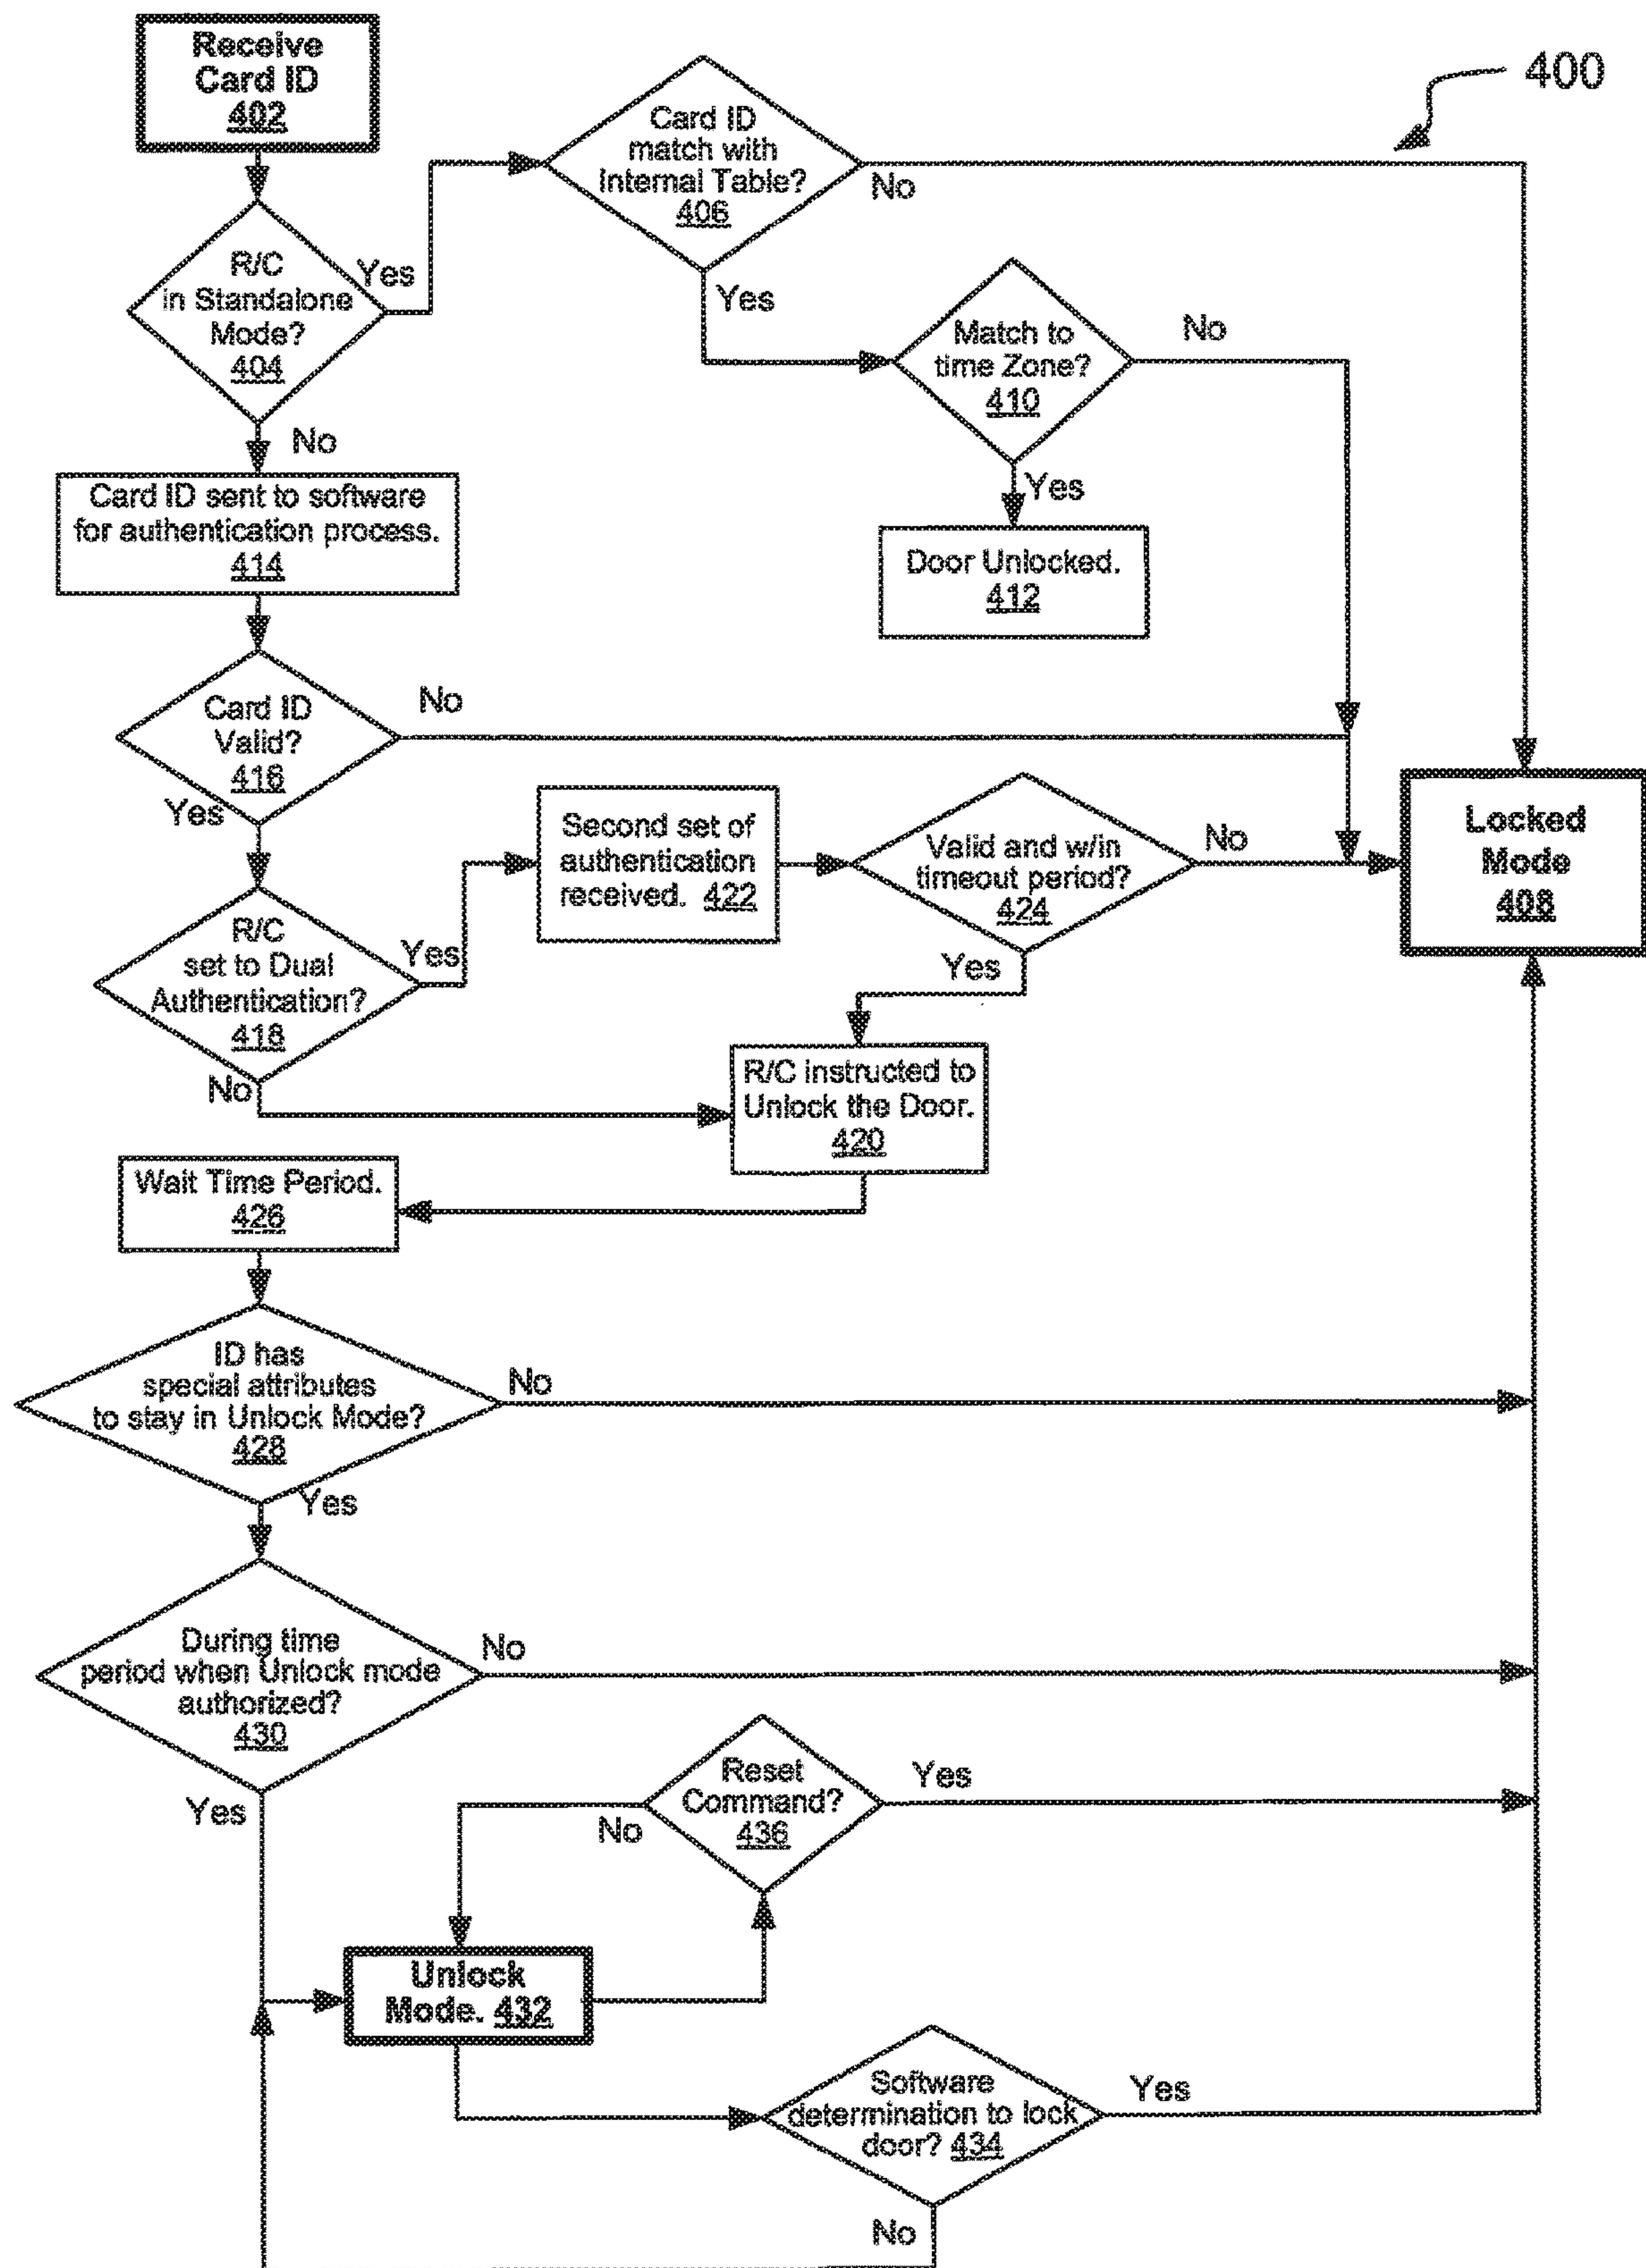 Receive
Card ID
402
400
Card ID
match with
Internal Table?
406
No
Yes
R/C
in Standalone
Mode?
404
Yes
No
Match to
time Zone?
410
No
Yes
Door Unlocked.
412
Card ID sent to software
for authentication process.
414
Card ID
Valid?
416
No
Yes
Second set of
authentication
received. 422
Valid and w/in
timeout period?
424
No
Yes
Locked
Mode
408
R/C
set to Dual
Authentication?
418
Yes
No
R/C instructed to
Unlock the Door.
420
Wait Time Period.
426
ID has
special attributes
to stay in Unlock Mode?
428
No
Yes
During time
period when Unlock mode
authorized?
430
No
Yes
Reset
Command?
436
Yes
No
Unlock
Mode. 432
Software
determination to lock
door? 434
Yes
No